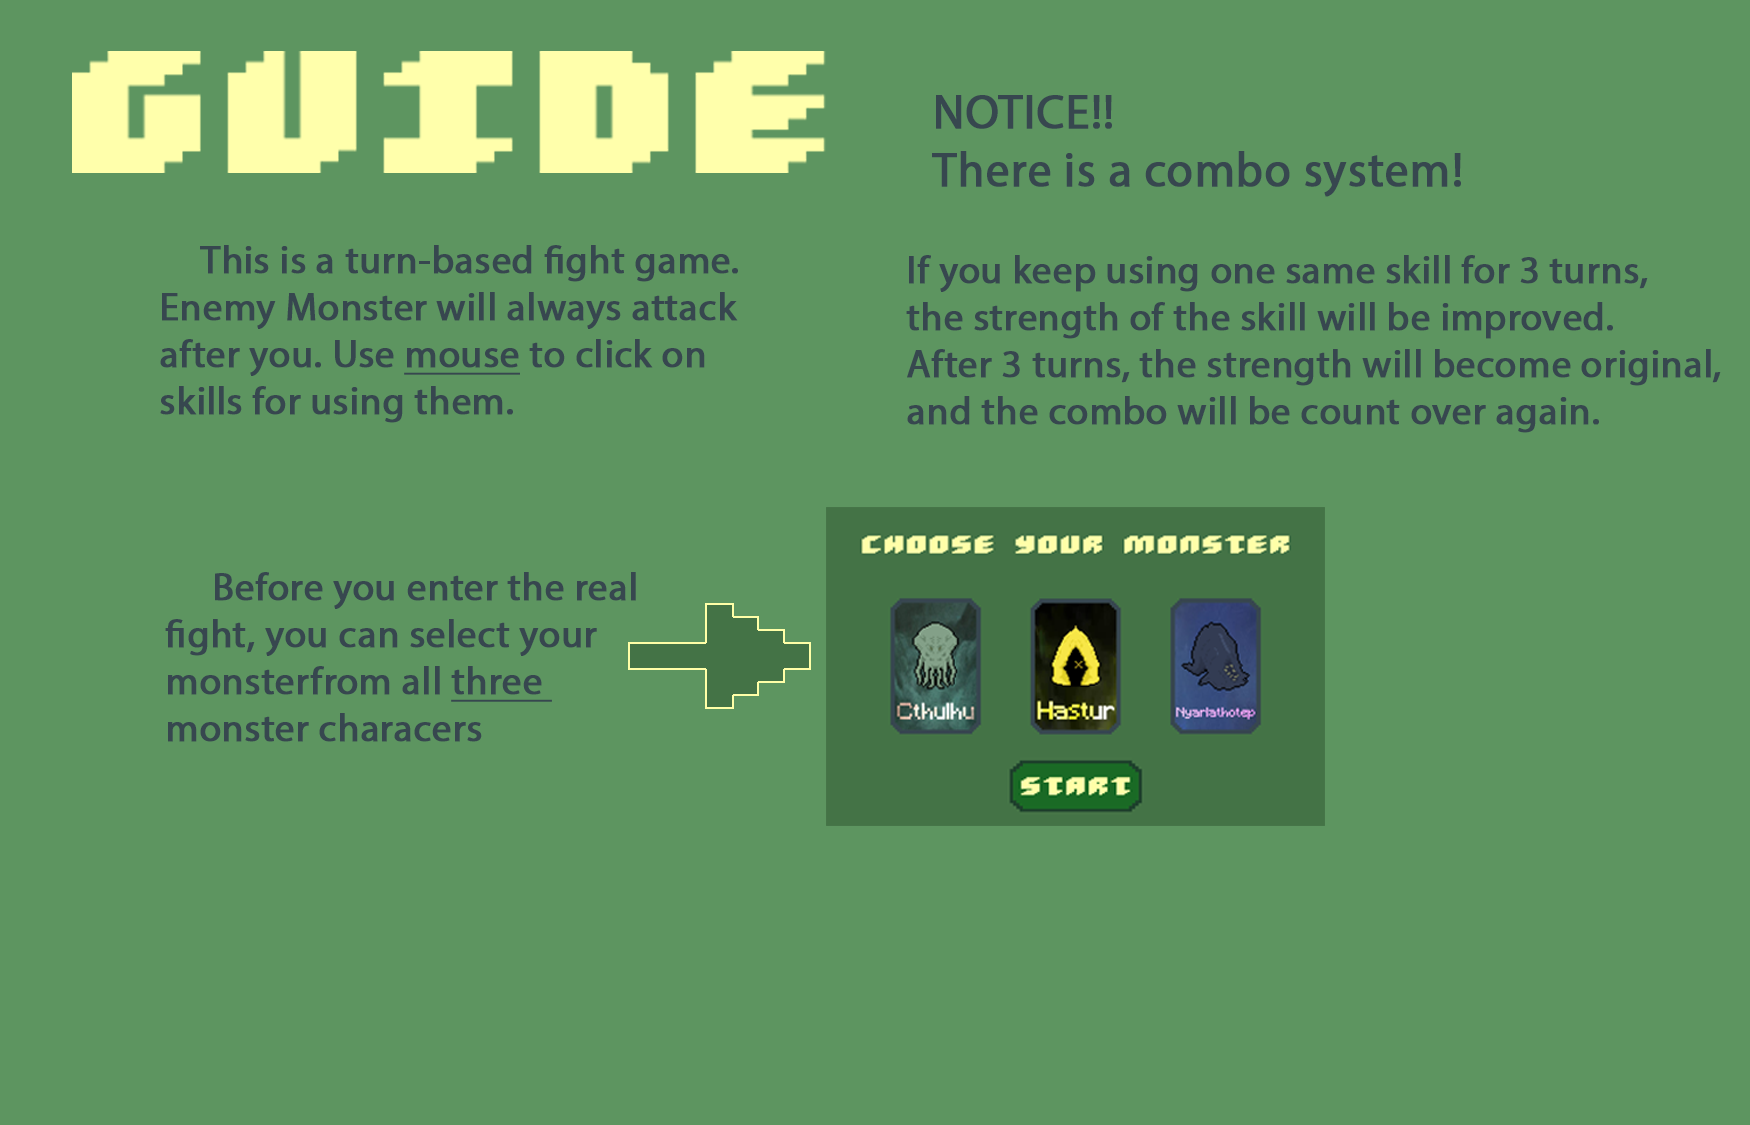 GUIDE
This is a turn-based fight game.
Enemy Monster will always attack
after you. Use mouse to click on
skills for using them.
NOTICE!!
There is a combo system!
If you keep using one same skill for 3 turns,
the strength of the skill will be improved.
After 3 turns, the strength will become original,
and the combo will be count over again.
Before you enter the real
fight, you can select your
monsterfrom all three
monster characers
CHOOSE YOUR MONSTER
Cthulhu
Hastur
Nyarlathotep
START